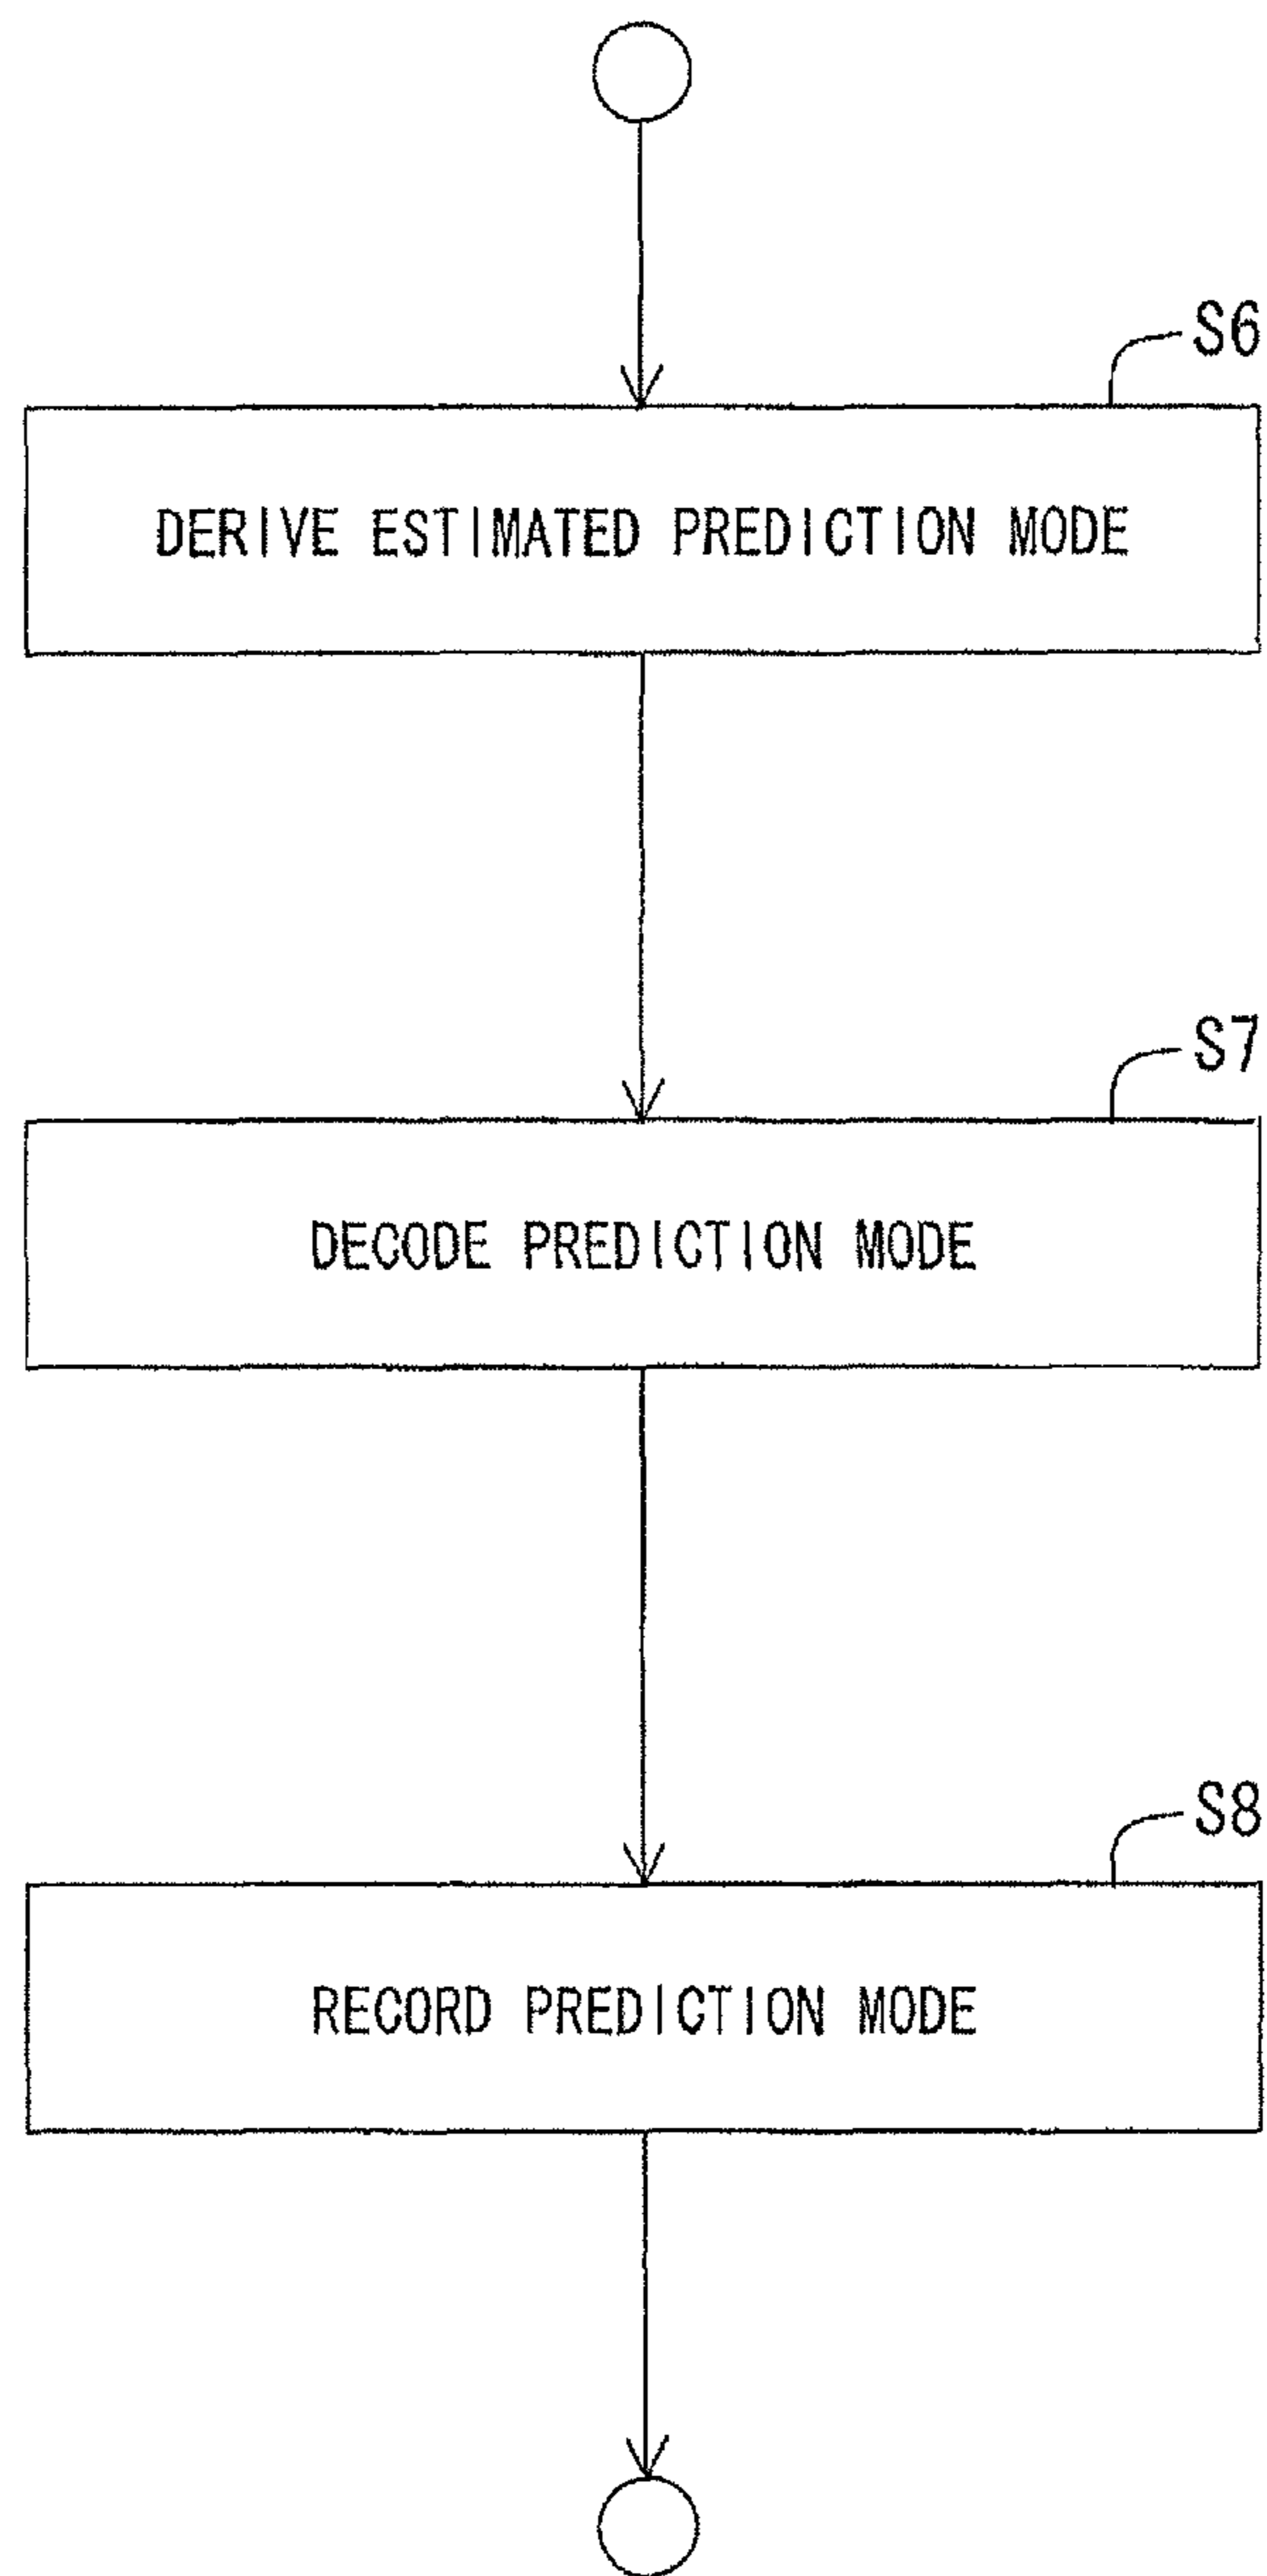 S6
DERIVE ESTIMATED PREDICTION MODE
S7
DECODE PREDICTION MODE
S8
RECORD PREDICTION MODE